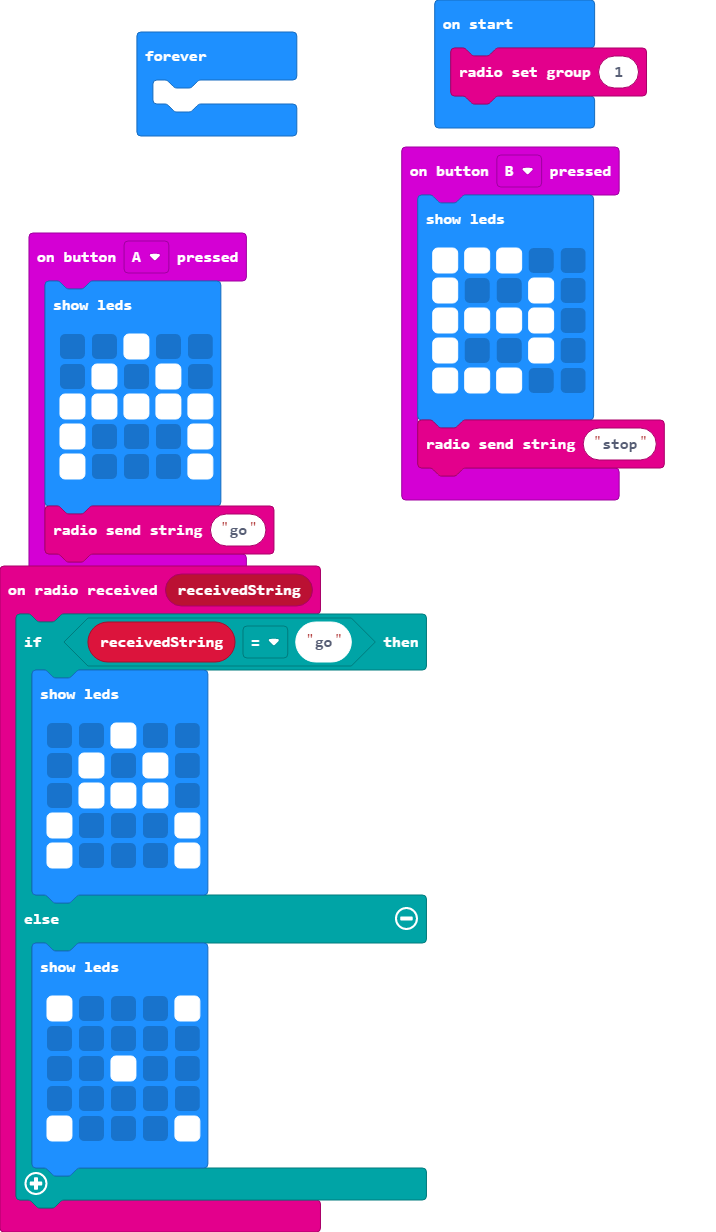 forever
on start
radio set group 1
on button B pressed
show leds
radio send string "stop"
on button A pressed
show leds
radio send string "go"
on radio received receivedString
if receivedString = "go" then
show leds
else
show leds